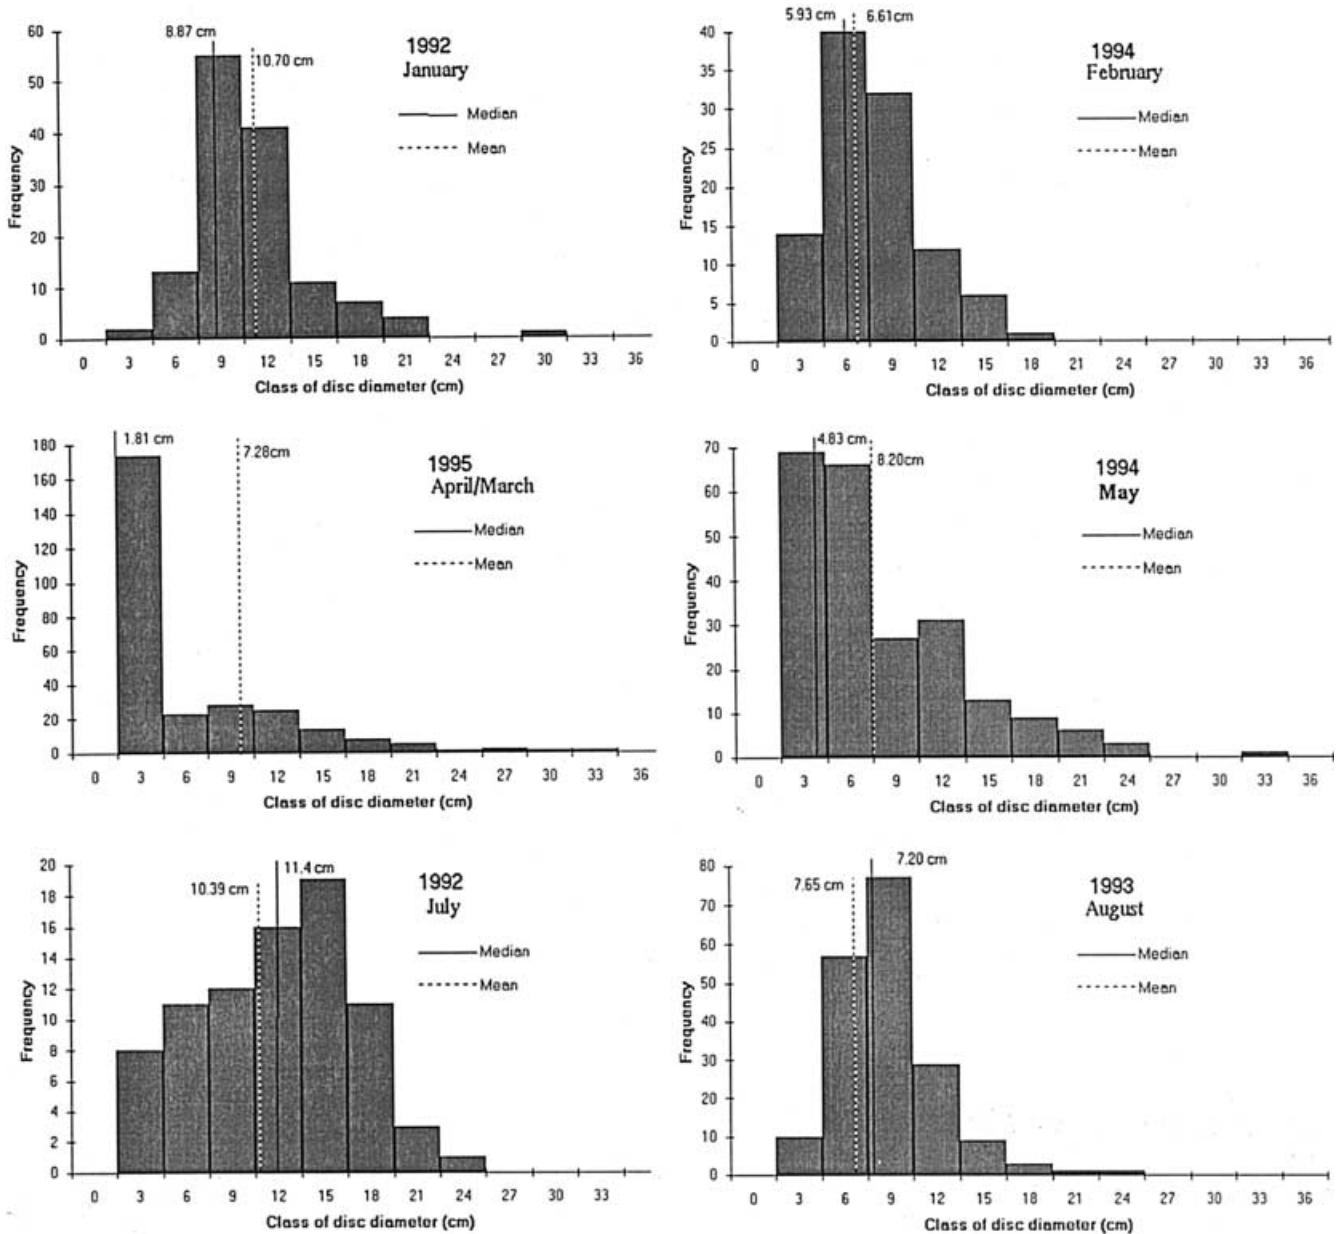 8.87 cm
10.70 cm
1992
January
Median
Mean
60
50
40
30
20
10
0
Frequency
0 3 6 9 12 15 18 21 24 30 33 36
Class of disc diameter (cm)
5.93 cm 6.61 cm
1994
February
Median
Mean
40
35
30
25
20
15
10
5
0
Frequency
0 3 6 9 12 15 18 21 24 27 30 33 36
Class of disc diameter (cm)
1.81 cm
7.28cm
1995
April/March
Median
Mean
180
160
140
120
100
80
60
40
20
0
Frequency
0 3 9 12 15 18 21 27 33 36
Class of disc diameter (cm)
4.83 cm
8.20cm
1994
May
Median
Mean
70
60
50
40
30
20
10
0
Frequency
0 3 6 9 12 15 18 21 24 27 33 36
Class of disc diameter (cm)
11.4 cm
10.39 cm
1992
July
Median
Mean
20
18
16
14
12
10
8
6
4
2
0
Frequency
0 3 6 9 12 15 18 21 24 27 30 33
Class of disc diameter (cm)
7.20 cm
7.65 cm
1993
August
Median
Mean
80
70
60
50
40
30
20
10
0
Frequency
0 3 6 9 12 15 18 21 24 27 30 33 36
Class of disc diameter (cm)